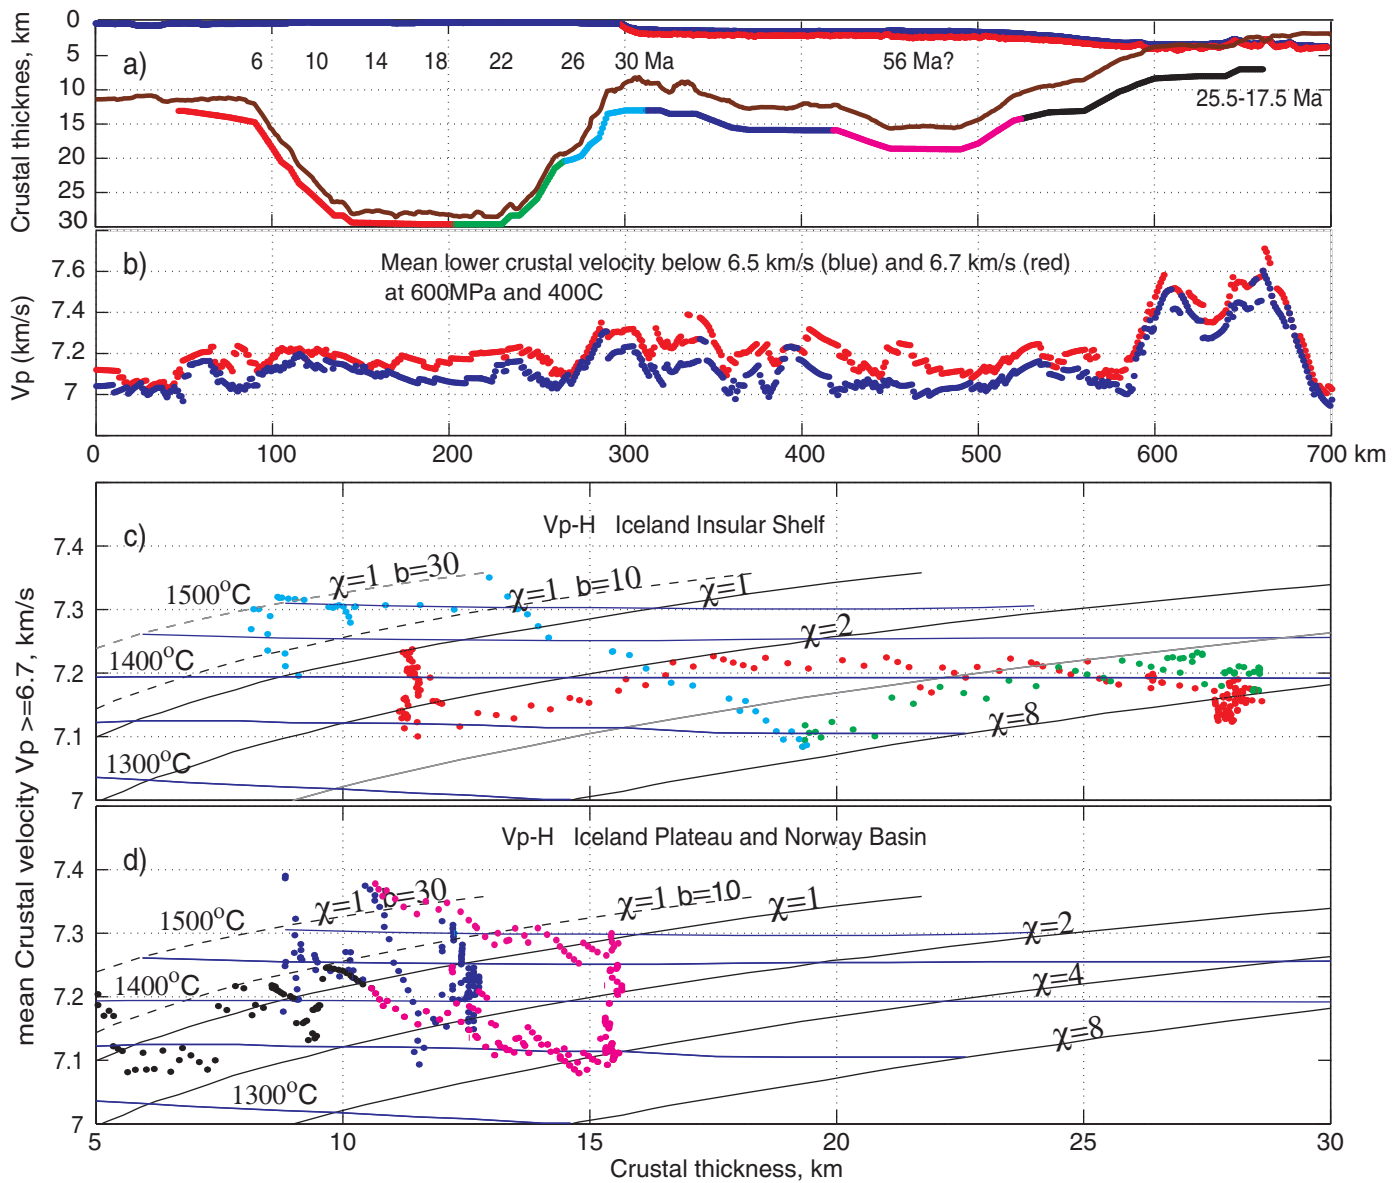 Crustal thicknes, km
0
5
10
15
20
25
30
a)
6 10 14 18 22 26 30 Ma 56 Ma?
25.5-17.5 Ma
Vp (km/s)
7.6
7.4
7.2
7
b)
Mean lower crustal velocity below 6.5 km/s (blue) and 6.7 km/s (red)
at 600MPa and 400C
0 100 200 300 400 500 600 700 km
mean Crustal velocity Vp >=6.7, km/s
7.4
7.3
7.2
7.1
7
c)
Vp-H Iceland Insular Shelf
1500°C
1400°C
1300°C
χ=1 b=30
χ=1 b=10
χ=1
χ=2
χ=8
7.4
7.3
7.2
7.1
7
d)
Vp-H Iceland Plateau and Norway Basin
1500°C
1400°C
1300°C
χ=1 b=30
χ=1 b=10
χ=1
χ=2
χ=4
χ=8
5 10 15 20 25 30
Crustal thickness, km